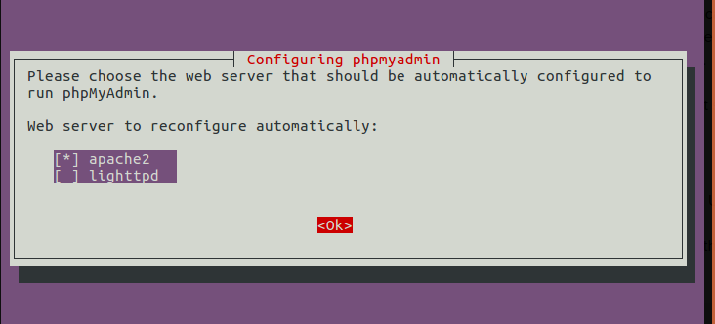 Configuring phpmyadmin
Please choose the web server that should be automatically configured to
run phpMyAdmin.
Web server to reconfigure automatically:
[*] apache2
[ ] lighttpd
<Ok>